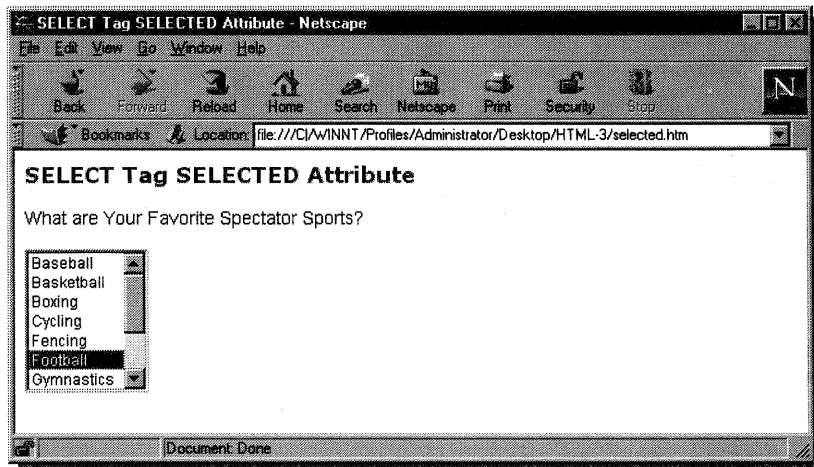 SELECT Tag SELECTED Attribute - Netscape
File Edit View Go Window Help
Back Forward Reload Home Search Netscape Print Security Stop
N
Bookmarks Location: file:///C|/WINNT/Profiles/Administrator/Desktop/HTML-3/selected.htm
SELECT Tag SELECTED Attribute
What are Your Favorite Spectator Sports?
Baseball
Basketball
Boxing
Cycling
Fencing
Football
Gymnastics
Document: Done